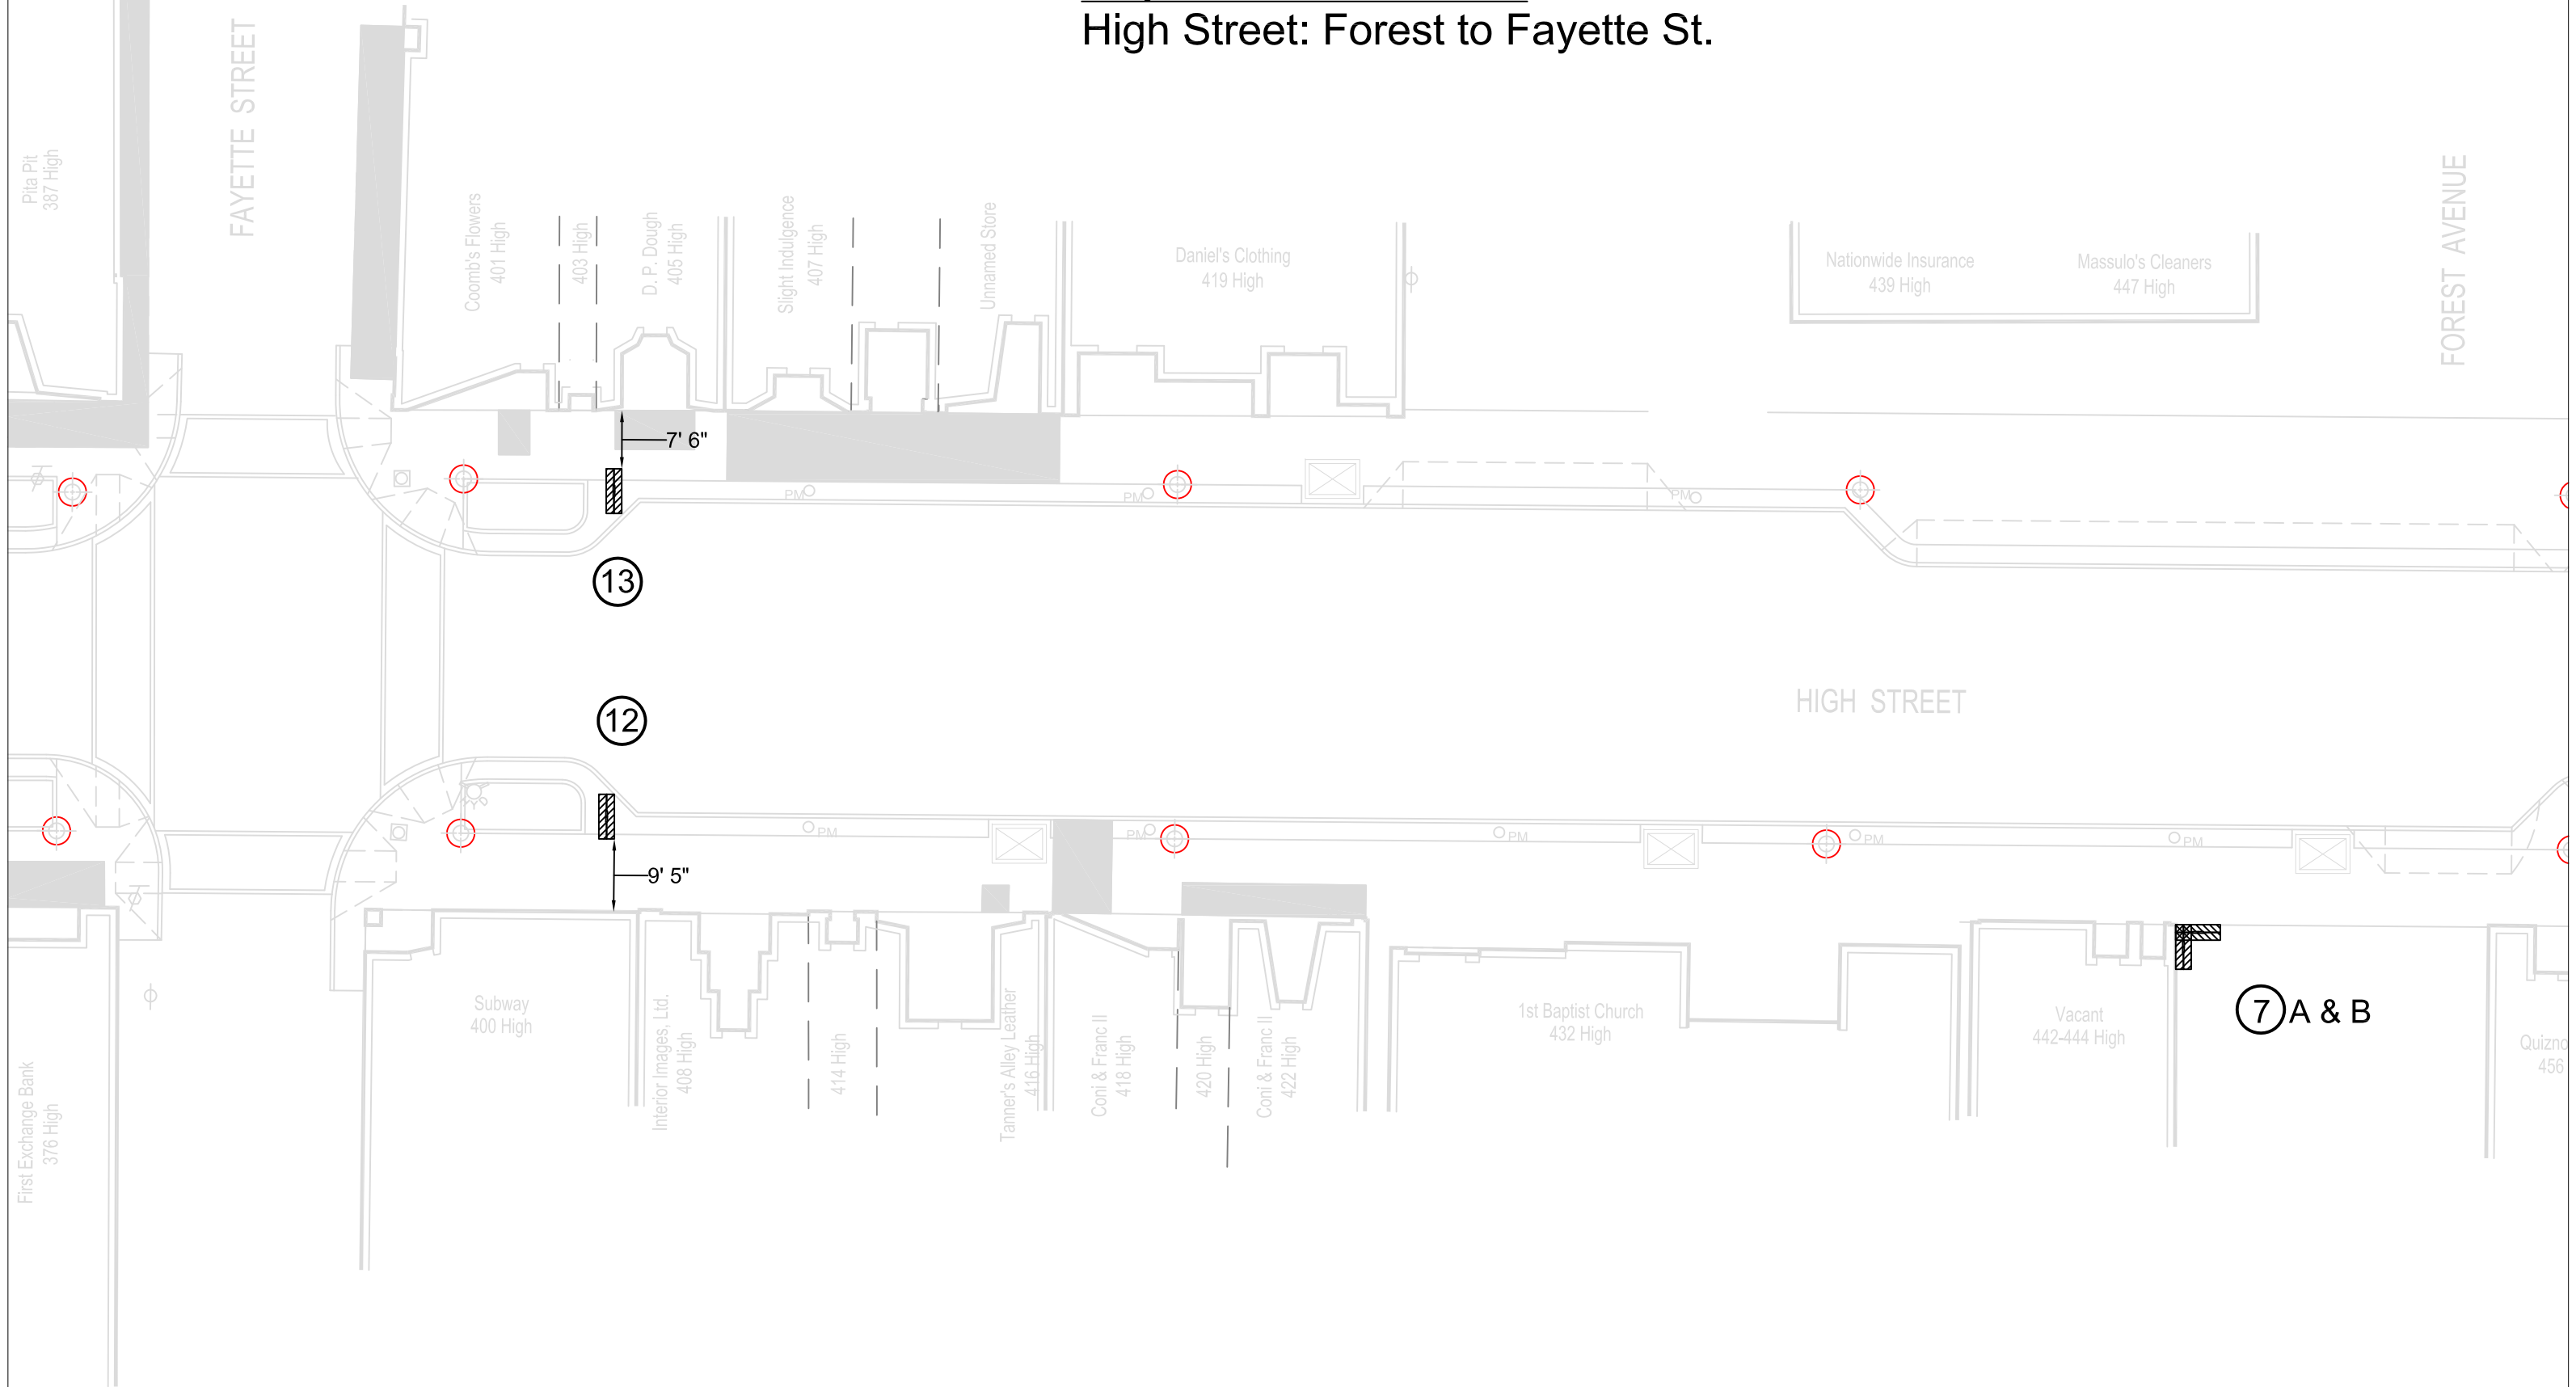 High Street: Forest to Fayette St.
FAYETTE STREET
Pita Pit
387 High
Coomb's Flowers
401 High
403 High
D. P. Dough
405 High
Slight Indulgence
407 High
Unnamed Store
Daniel's Clothing
419 High
Nationwide Insurance
439 High
Massulo's Cleaners
447 High
FOREST AVENUE
7' 6"
PM
PM
PM
13
12
HIGH STREET
PM
PM
PM
PM
PM
9' 5"
First Exchange Bank
376 High
Subway
400 High
Interior Images, Ltd.
408 High
414 High
Tanner's Alley Leather
416 High
Coni & Franc II
418 High
420 High
Coni & Franc II
422 High
1st Baptist Church
432 High
Vacant
442-444 High
7 A & B
Quizno
456